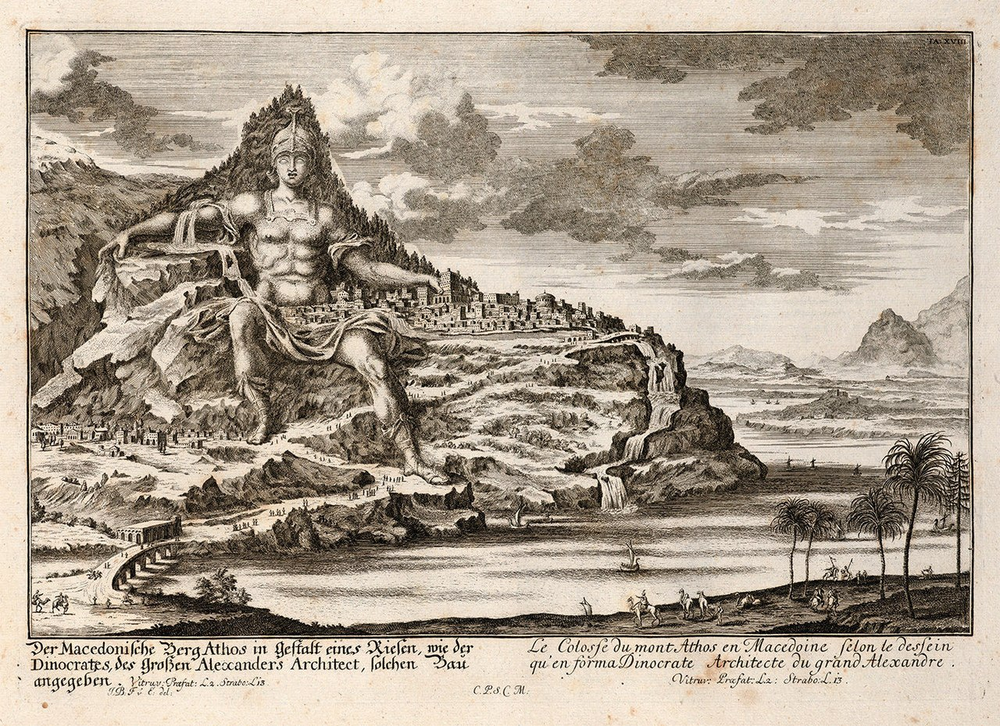 TA: XVIII
Der Macedonische Berg Athos in Gestalt eines Riesen, wie der
Dinocrates, des Großen Alexanders Architect, solchen Bau
angegeben. Vitruv: Præfat: L.2. Strabo: L.13
I. B. F. v. E. del:
Le Colosse du mont Athos en Macedoine selon le dessein
qu'en forma Dinocrate Architecte du grand Alexandre.
Vitruv: Præfat: L.2: Strabo: L. 13.
C. P. S. C. M.